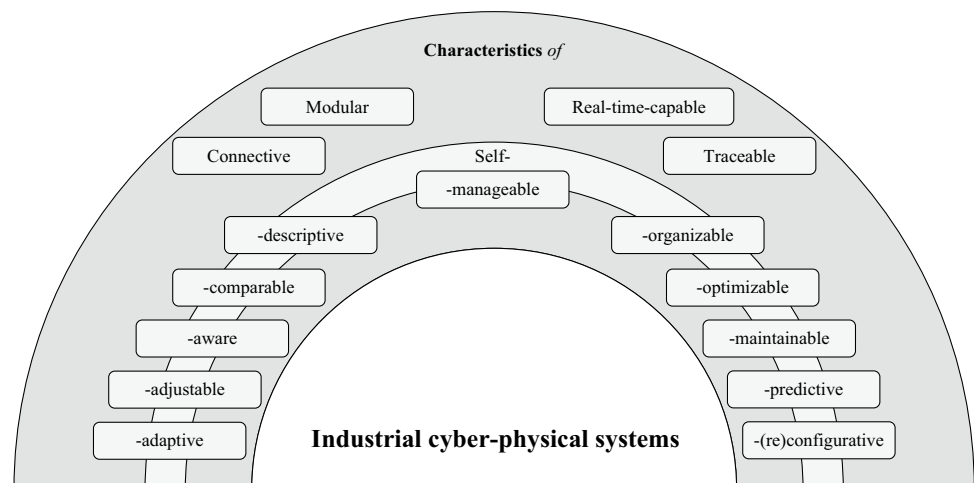 Characteristics of
Modular
Real-time-capable
Connective
Self-
Traceable
-manageable
-descriptive
-organizable
-comparable
-optimizable
-aware
-maintainable
-adjustable
-predictive
-adaptive
Industrial cyber-physical systems
-(re)configurative